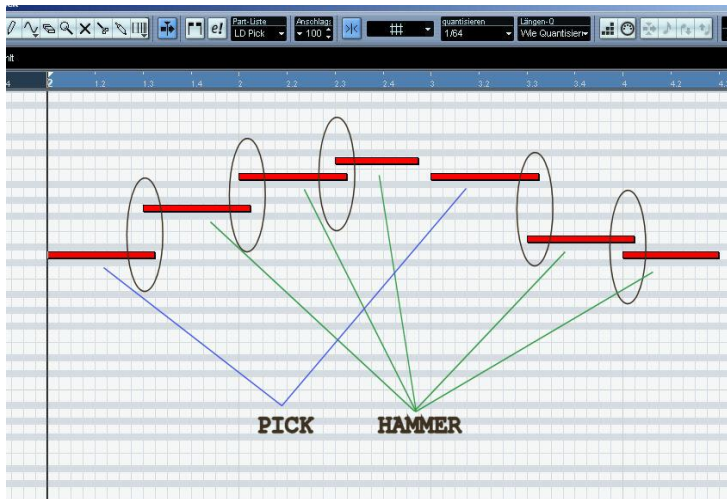 e! Part-Liste Anschlag: quantisieren Längen-Q
LD Pick 100 1/64 Wie Quantisieren
2 1.2 1.3 1.4 2 2.2 2.3 2.4 3 3.2 3.3 3.4 4 4.2
PICK HAMMER